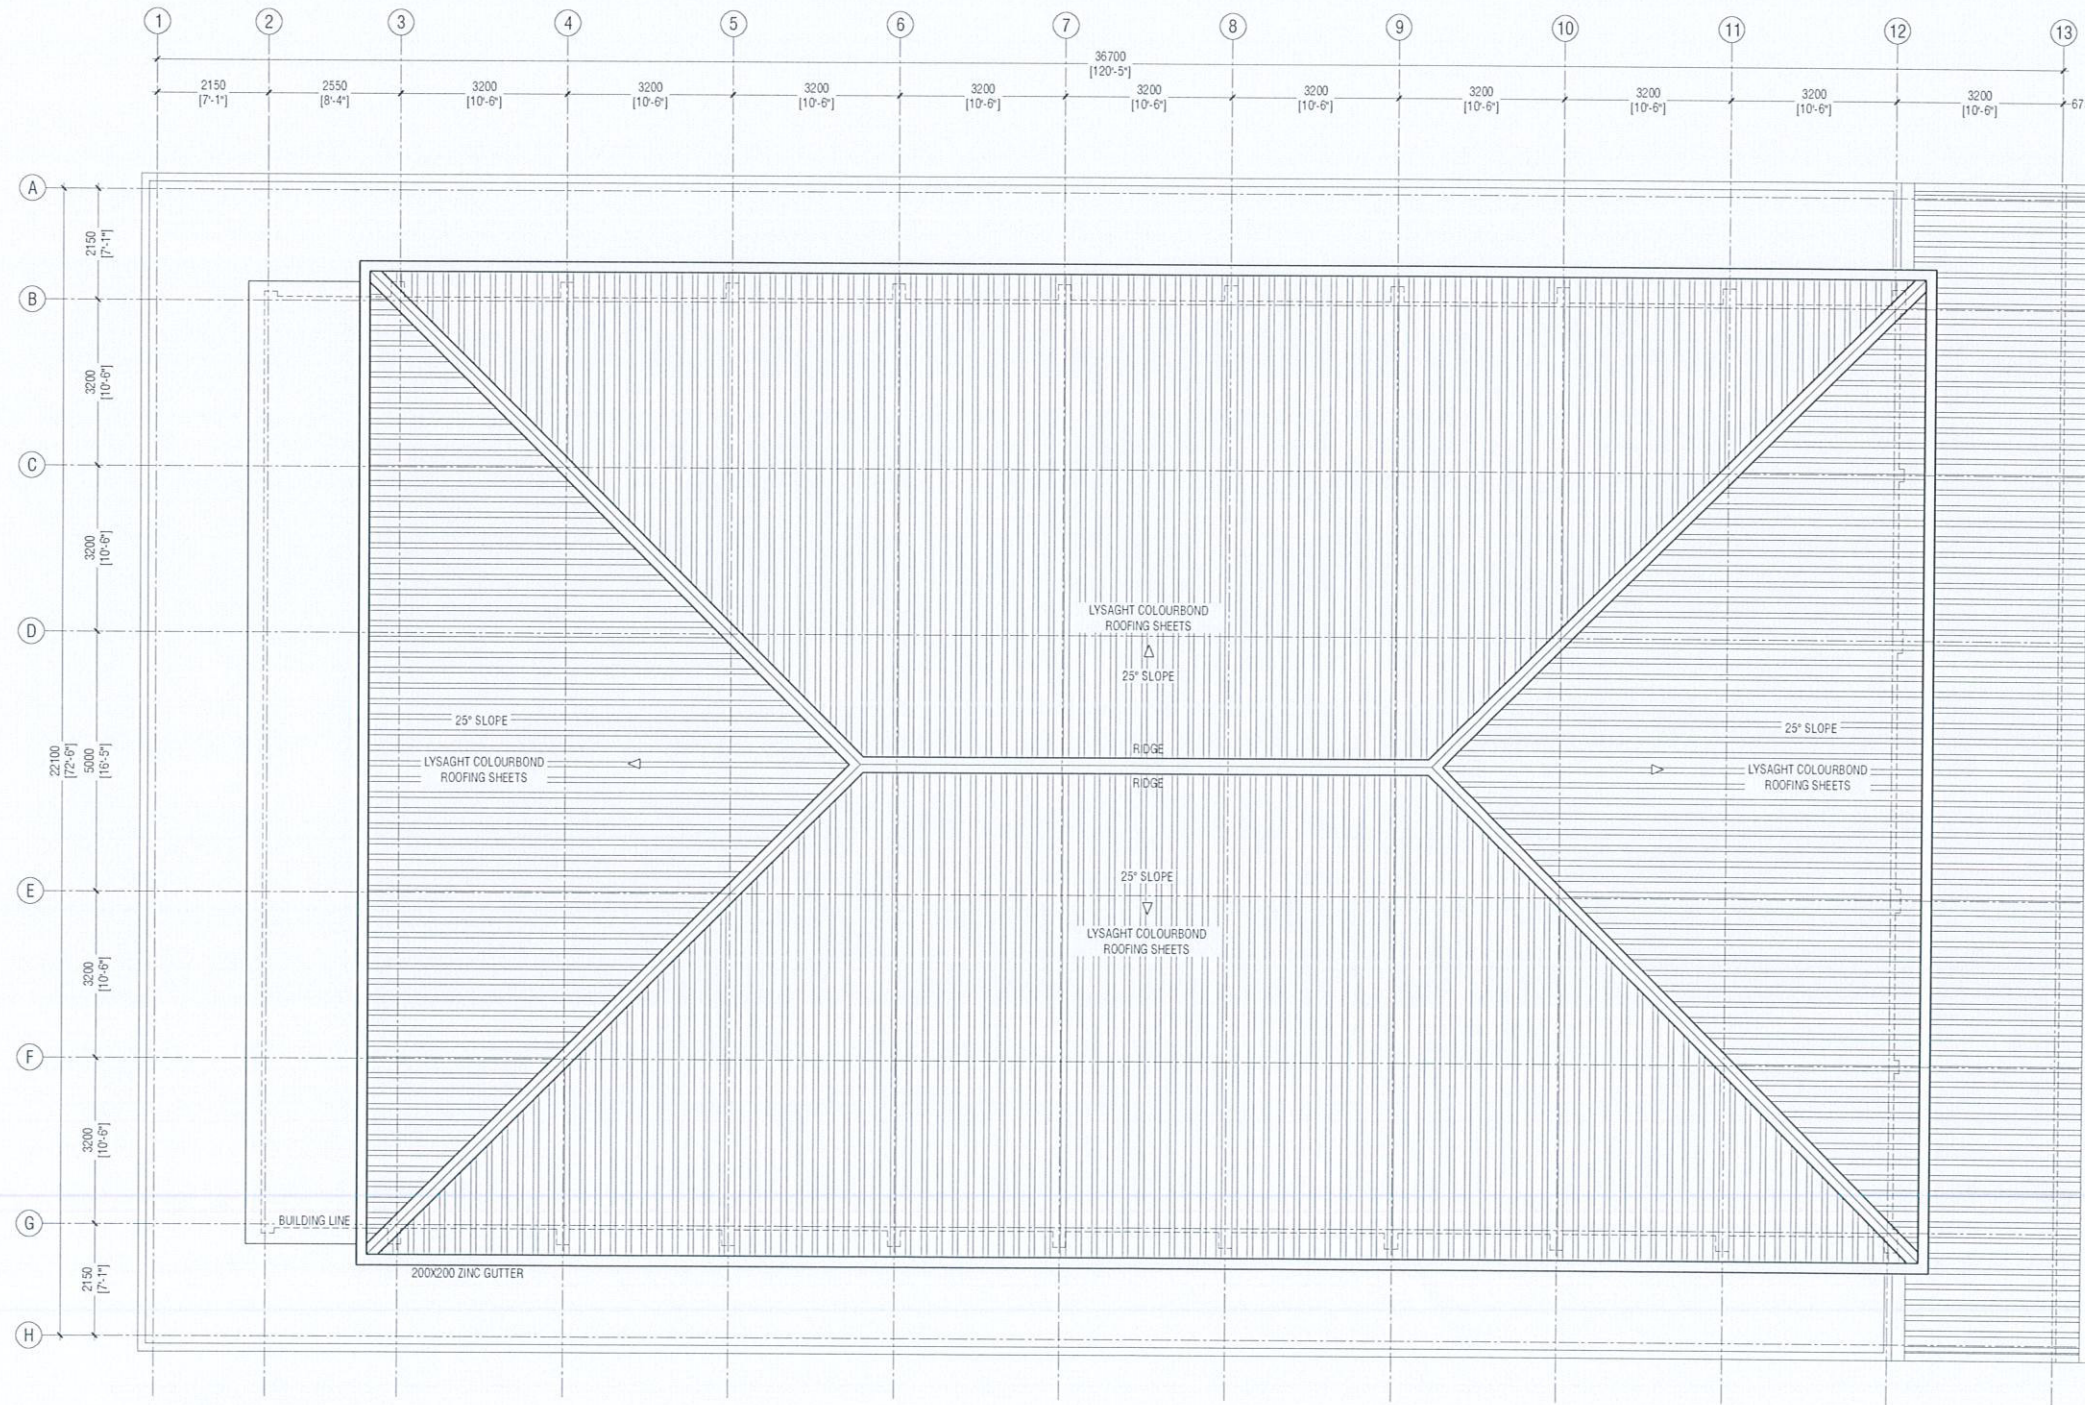 1 2 3 4 5 6 7 8 9 10 11 12 13
36700
[120'-5"]
2150 2550 3200 3200 3200 3200 3200 3200 3200 3200 3200 3200 67
[7'-1"] [8'-4"] [10'-6"] [10'-6"] [10'-6"] [10'-6"] [10'-6"] [10'-6"] [10'-6"] [10'-6"] [10'-6"] [10'-6"]
A
2150
[7'-1"]
B
3200
[10'-6"]
C
3200
[10'-6"]
D
22100
[72'-6"]
5000
[16'-5"]
E
3200
[10'-6"]
F
3200
[10'-6"]
G
2150
[7'-1"]
H
LYSAGHT COLOURBOND
ROOFING SHEETS
25° SLOPE
25° SLOPE
LYSAGHT COLOURBOND
ROOFING SHEETS
RIDGE
RIDGE
25° SLOPE
LYSAGHT COLOURBOND
ROOFING SHEETS
25° SLOPE
LYSAGHT COLOURBOND
ROOFING SHEETS
BUILDING LINE
200X200 ZINC GUTTER